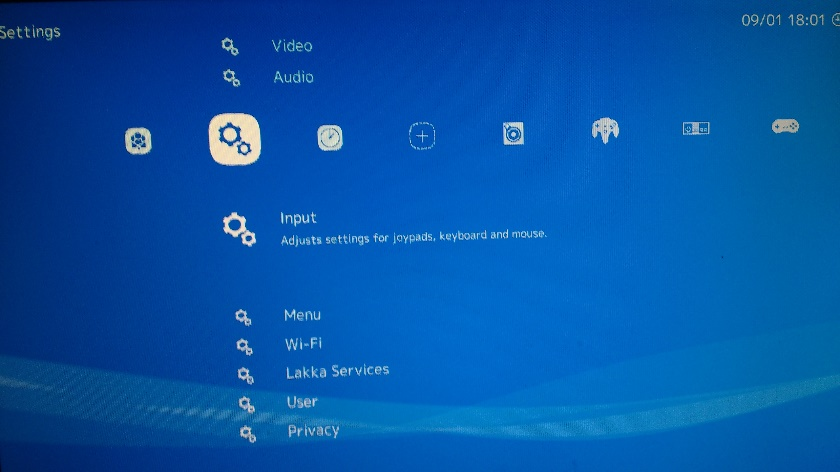 Settings
09/01 18:01
Video
Audio
Input
Adjusts settings for joypads, keyboard and mouse.
Menu
Wi-Fi
Lakka Services
User
Privacy